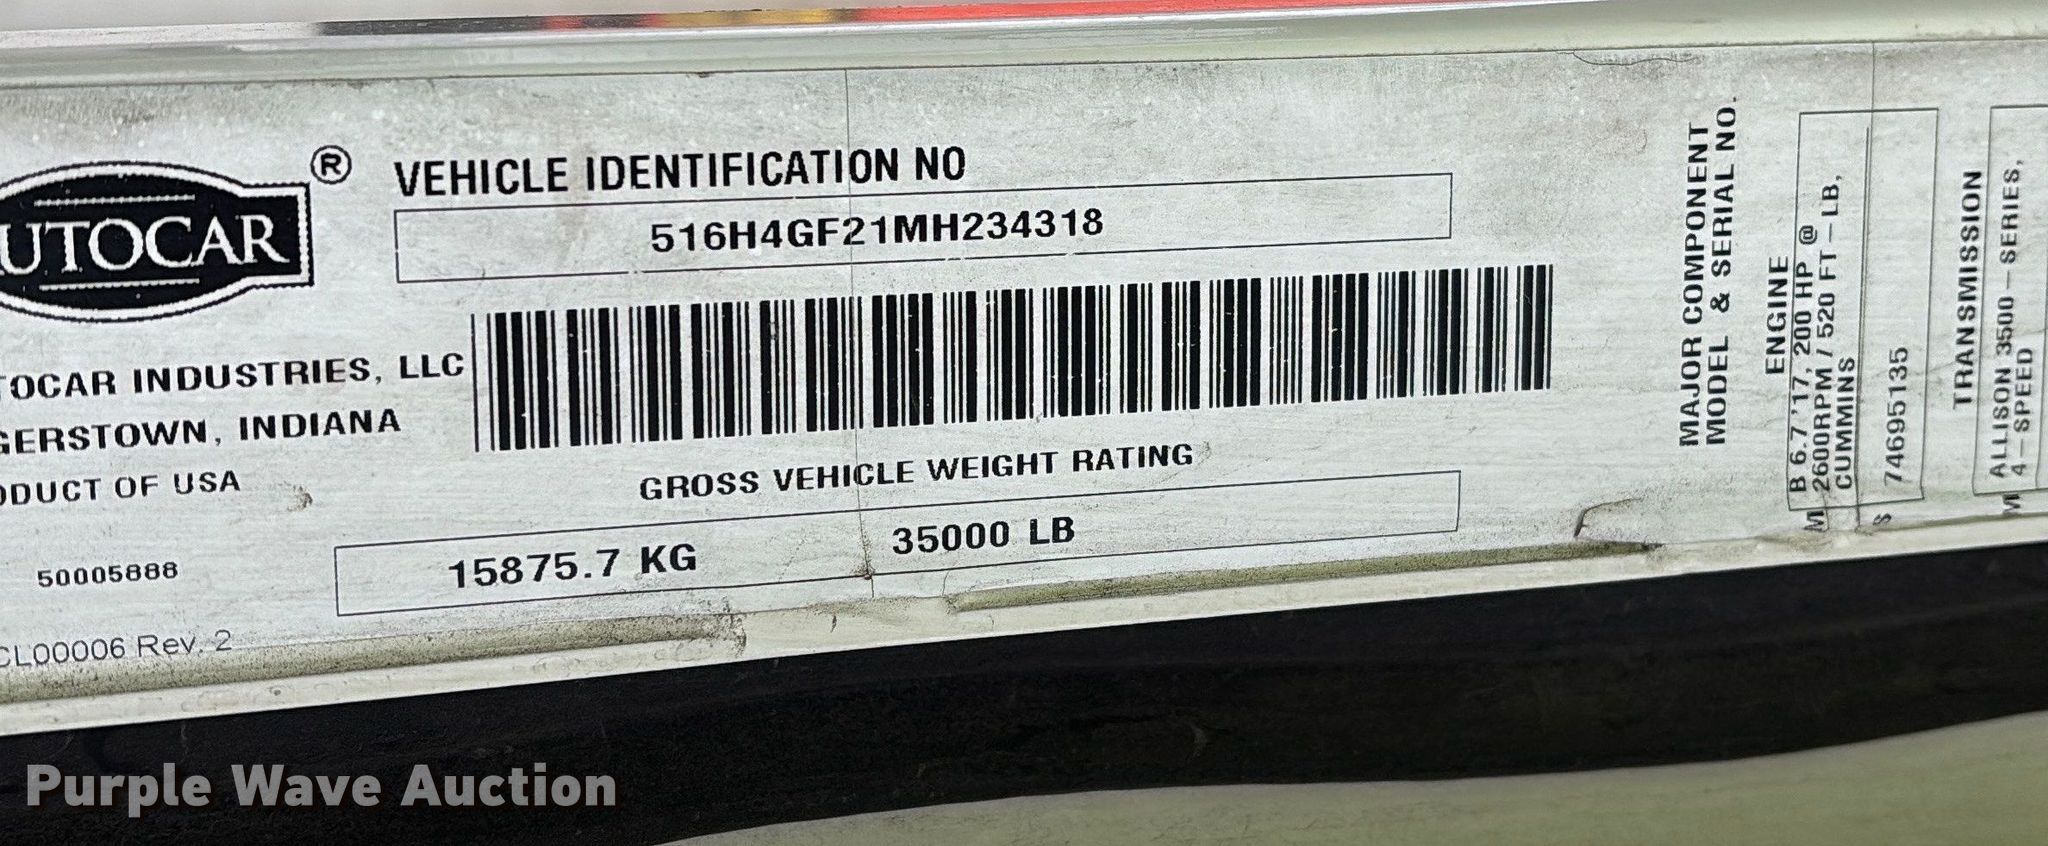 UTOCAR ®
VEHICLE IDENTIFICATION NO
516H4GF21MH234318
TOCAR INDUSTRIES, LLC
GERSTOWN, INDIANA
ODUCT OF USA
50005888
CL00006 Rev. 2
GROSS VEHICLE WEIGHT RATING
15875.7 KG 35000 LB
MAJOR COMPONENT
MODEL & SERIAL NO.
ENGINE
B 6.7 '17, 200 HP @
M 2600RPM / 520 FT-LB,
CUMMINS
S 74695135
TRANSMISSION
ALLISON 3500-SERIES,
M 4-SPEED
Purple Wave Auction